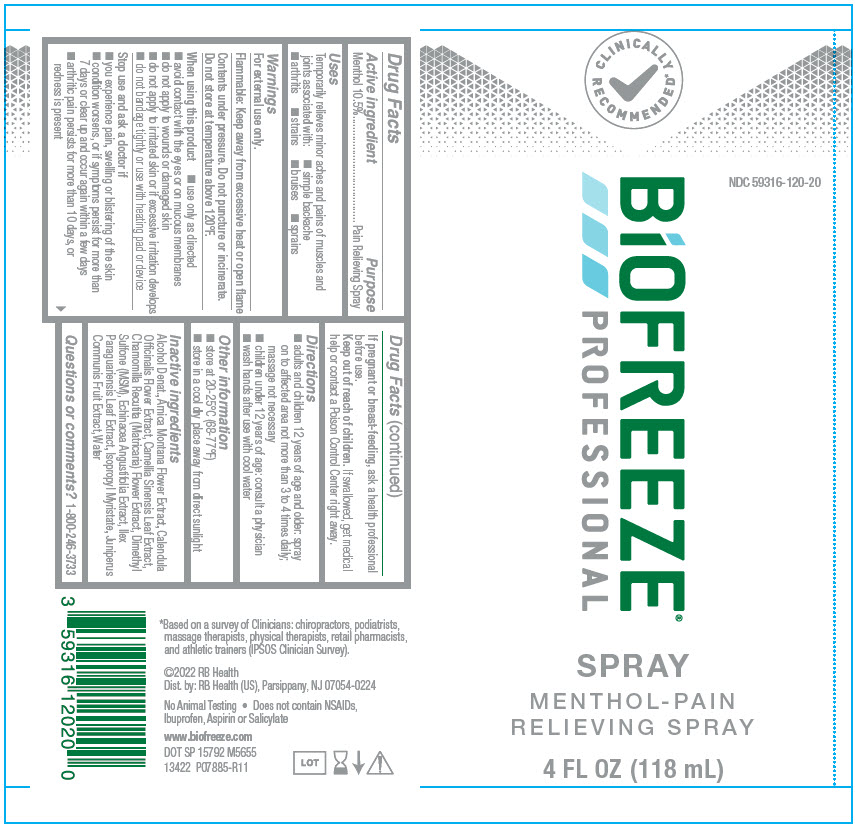 Drug Facts
Active ingredient Purpose
Menthol 10.5%.................................. Pain Relieving Spray
Uses
Temporarily relieves minor aches and pains of muscles and
joints associated with: ■ simple backache
■ arthritis ■ strains ■ bruises ■ sprains
Warnings
For external use only.
Flammable: Keep away from excessive heat or open flame
Contents under pressure. Do not puncture or incinerate.
Do not store at temperature above 120°F.
When using this product ■ use only as directed
■ avoid contact with the eyes or on mucous membranes
■ do not apply to wounds or damaged skin
■ do not apply to irritated skin or if excessive irritation develops
■ do not bandage tightly or use with heating pad or device
Stop use and ask a doctor if
■ you experience pain, swelling or blistering of the skin
■ condition worsens, or if symptoms persist for more than
7 days or clear up and occur again within a few days
■ arthritic pain persists for more than 10 days, or
redness is present
Drug Facts (continued)
If pregnant or breast-feeding, ask a health professional
before use.
Keep out of reach of children. If swallowed, get medical
help or contact a Poison Control Center right away.
Directions
■ adults and children 12 years of age and older: spray
on to affected area not more than 3 to 4 times daily;
massage not necessary
■ children under 12 years of age: consult a physician
■ wash hands after use with cool water
Other information
■ store at 20-25°C (68-77°F)
■ store in a cool dry place away from direct sunlight
Inactive ingredients
Alcohol Denat., Arnica Montana Flower Extract, Calendula
Officinalis Flower Extract, Camellia Sinensis Leaf Extract,
Chamomilla Recutita (Matricaria) Flower Extract, Dimethyl
Sulfone (MSM), Echinacea Angustifolia Extract, Ilex
Paraguariensis Leaf Extract, Isopropyl Myristate, Juniperus
Communis Fruit Extract, Water
Questions or comments? 1-800-246-3733
3 59316 12020 0
*Based on a survey of Clinicians: chiropractors, podiatrists,
massage therapists, physical therapists, retail pharmacists,
and athletic trainers (IPSOS Clinician Survey).
©2022 RB Health
Dist. by: RB Health (US), Parsippany, NJ 07054-0224
No Animal Testing • Does not contain NSAIDs,
Ibuprofen, Aspirin or Salicylate
www.biofreeze.com
DOT SP 15792 M5655
13422 P07885-R11
LOT
CLINICALLY
RECOMMENDED*
NDC 59316-120-20
BIOFREEZE®
PROFESSIONAL
SPRAY
MENTHOL-PAIN
RELIEVING SPRAY
4 FL OZ (118 mL)